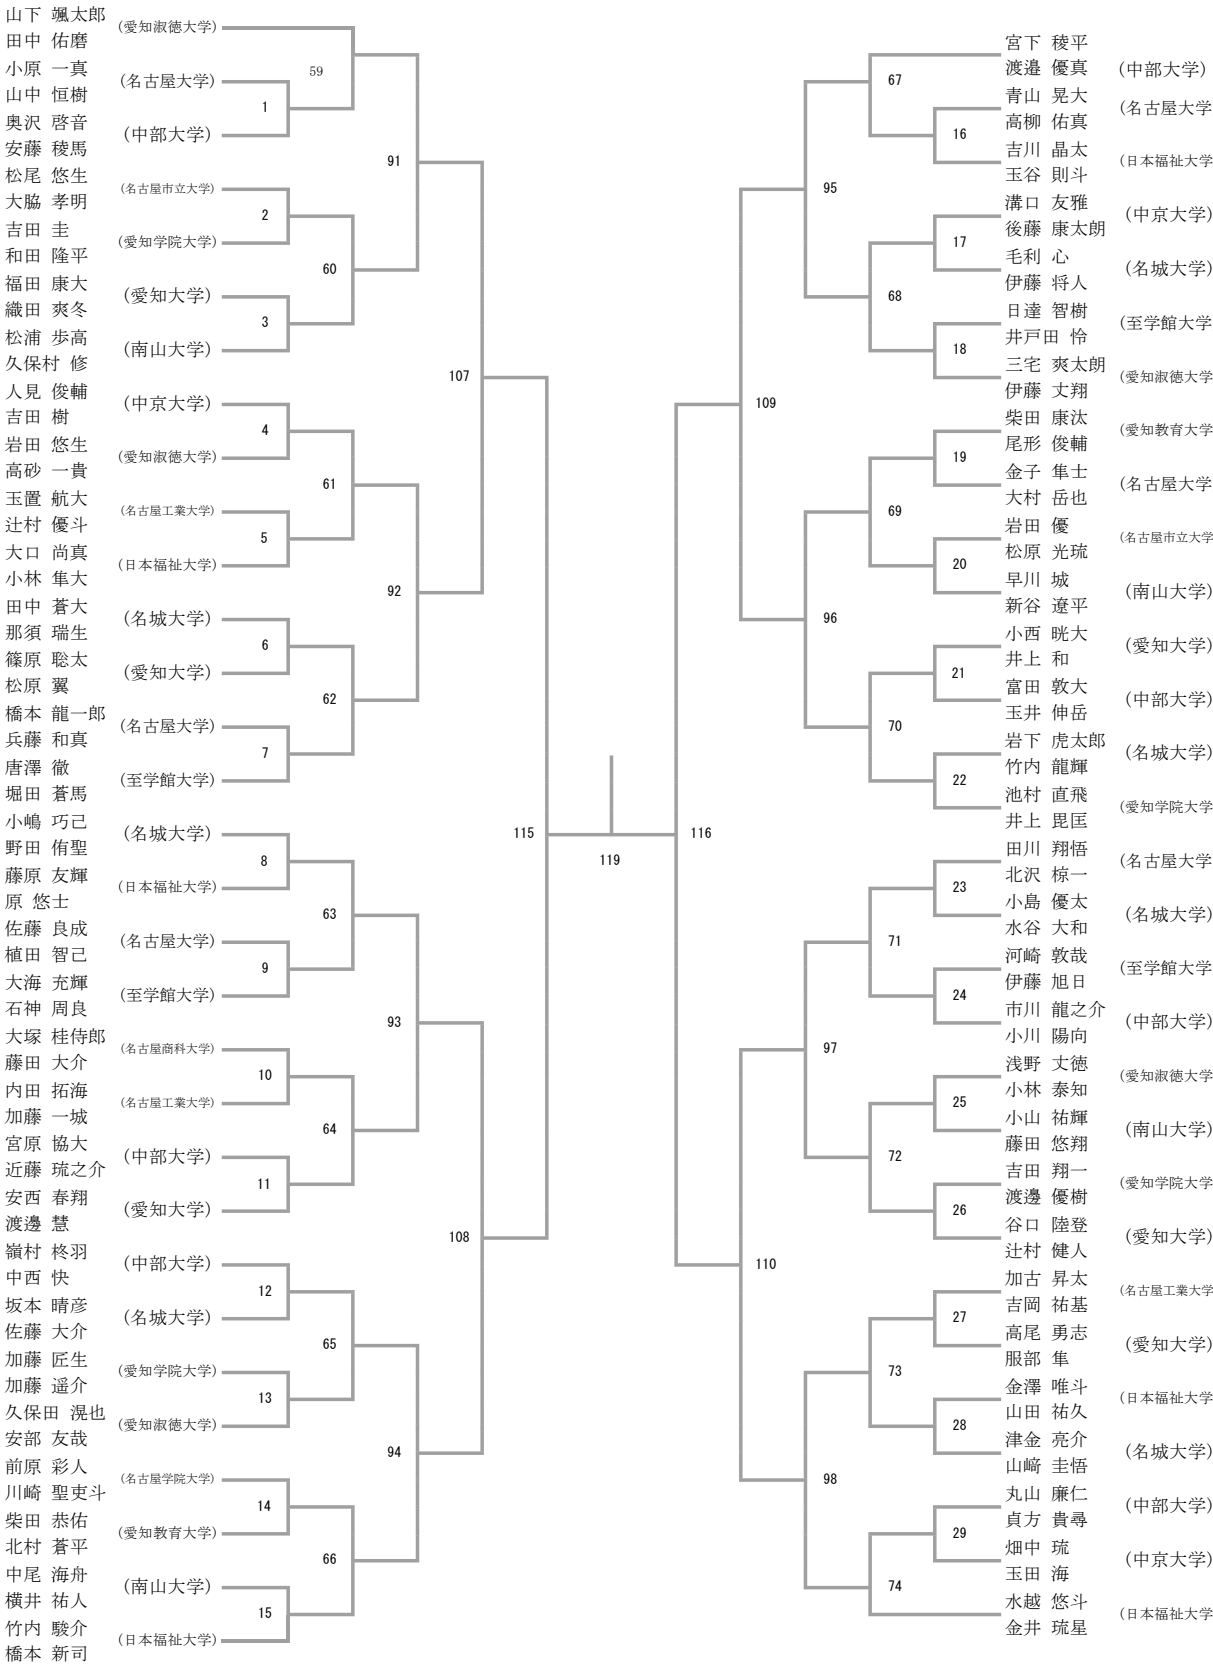 山下 颯太郎
(愛知淑徳大学)
田中 佑磨
小原 一真
(名古屋大学)
山中 恒樹
奥沢 啓音
(中部大学)
安藤 稜馬
松尾 悠生
(名古屋市立大学)
大脇 孝明
吉田 圭
(愛知学院大学)
和田 隆平
福田 康大
(愛知大学)
織田 爽冬
松浦 歩高
(南山大学)
久保村 修
人見 俊輔
(中京大学)
吉田 樹
岩田 悠生
(愛知淑徳大学)
高砂 一貴
玉置 航大
(名古屋工業大学)
辻村 優斗
大口 尚真
(日本福祉大学)
小林 隼大
田中 蒼大
(名城大学)
那須 瑞生
篠原 聡太
(愛知大学)
松原 翼
橋本 龍一郎
(名古屋大学)
兵藤 和真
唐澤 徹
(至学館大学)
堀田 蒼馬
小嶋 巧己
(名城大学)
野田 侑聖
藤原 友輝
(日本福祉大学)
原 悠士
佐藤 良成
(名古屋大学)
植田 智己
大海 充輝
(至学館大学)
石神 周良
大塚 桂侍郎
(名古屋商科大学)
藤田 大介
内田 拓海
(名古屋工業大学)
加藤 一城
宮原 協大
(中部大学)
近藤 琉之介
安西 春翔
(愛知大学)
渡邊 慧
嶺村 柊羽
(中部大学)
中西 快
坂本 晴彦
(名城大学)
佐藤 大介
加藤 匠生
(愛知学院大学)
加藤 遥介
久保田 滉也
(愛知淑徳大学)
安部 友哉
前原 彩人
(名古屋学院大学)
川崎 聖吏斗
柴田 恭佑
(愛知教育大学)
北村 蒼平
中尾 海舟
(南山大学)
横井 祐人
竹内 駿介
(日本福祉大学)
橋本 新司
1
2
3
4
5
6
7
8
9
10
11
12
13
14
15
59
60
61
62
63
64
65
66
91
92
93
94
107
108
115
119
116
109
110
95
96
97
98
67
68
69
70
71
72
73
74
16
17
18
19
20
21
22
23
24
25
26
27
28
29
宮下 稜平
渡邉 優真
(中部大学)
青山 晃大
(名古屋大学
高柳 佑真
吉川 晶太
(日本福祉大学
玉谷 則斗
溝口 友雅
(中京大学)
後藤 康太朗
毛利 心
(名城大学)
伊藤 将人
日達 智樹
(至学館大学
井戸田 怜
三宅 爽太朗
(愛知淑徳大学
伊藤 丈翔
柴田 康汰
(愛知教育大学
尾形 俊輔
金子 隼士
(名古屋大学
大村 岳也
岩田 優
(名古屋市立大学
松原 光琉
早川 城
(南山大学)
新谷 遼平
小西 晄大
(愛知大学)
井上 和
富田 敦大
(中部大学)
玉井 伸岳
岩下 虎太郎
(名城大学)
竹内 龍輝
池村 直飛
(愛知学院大学
井上 毘匡
田川 翔悟
(名古屋大学
北沢 椋一
小島 優太
(名城大学)
水谷 大和
河崎 敦哉
(至学館大学
伊藤 旭日
市川 龍之介
(中部大学)
小川 陽向
浅野 丈徳
(愛知淑徳大学
小林 泰知
小山 祐輝
(南山大学)
藤田 悠翔
吉田 翔一
(愛知学院大学
渡邊 優樹
谷口 陸登
(愛知大学)
辻村 健人
加古 昇太
(名古屋工業大学
吉岡 祐基
高尾 勇志
(愛知大学)
服部 隼
金澤 唯斗
(日本福祉大学
山田 祐久
津金 亮介
(名城大学)
山﨑 圭悟
丸山 廉仁
(中部大学)
貞方 貴尋
畑中 琉
(中京大学)
玉田 海
水越 悠斗
(日本福祉大学
金井 琉星